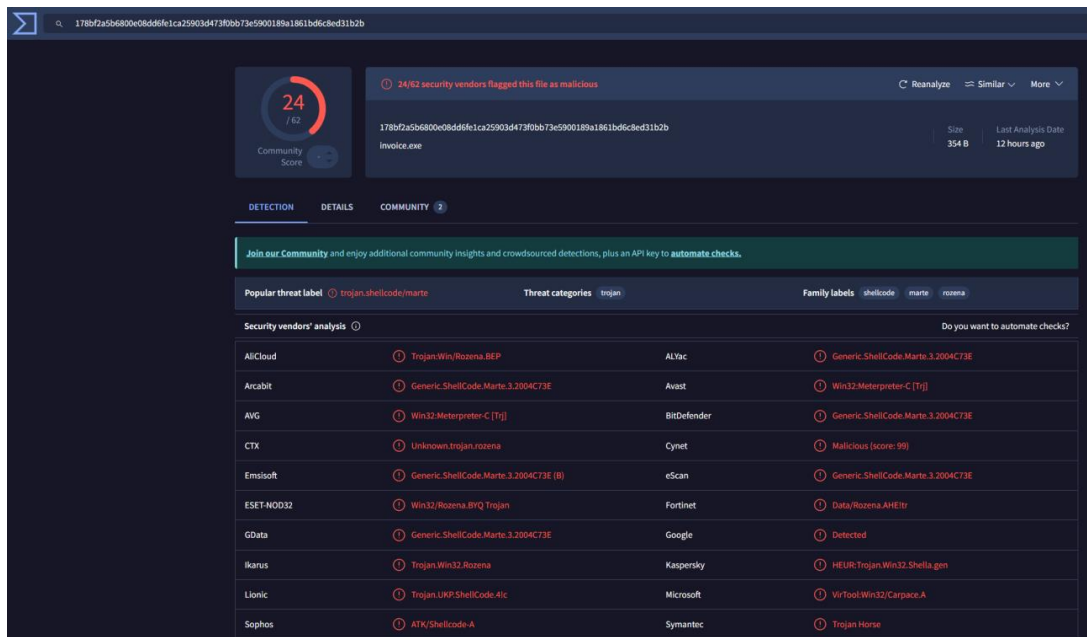 178bf2a5b6800e08dd6fe1ca25903d473f0bb73e5900189a1861bd6c8ed31b2b
24
/ 62
Community
Score
24/62 security vendors flagged this file as malicious
Reanalyze Similar More
178bf2a5b6800e08dd6fe1ca25903d473f0bb73e5900189a1861bd6c8ed31b2b
invoice.exe
Size
354 B
Last Analysis Date
12 hours ago
DETECTION DETAILS COMMUNITY 2
Join our Community and enjoy additional community insights and crowdsourced detections, plus an API key to automate checks.
Popular threat label trojan.shellcode/marte Threat categories trojan Family labels shellcode marte rozena
Security vendors' analysis Do you want to automate checks?
AliCloud Trojan:Win/Rozena.BEP ALYac Generic.ShellCode.Marte.3.2004C73E
Arcabit Generic.ShellCode.Marte.3.2004C73E Avast Win32:Meterpreter-C [Trj]
AVG Win32:Meterpreter-C [Trj] BitDefender Generic.ShellCode.Marte.3.2004C73E
CTX Unknown.trojan.rozena Cynet Malicious (score: 99)
Emsisoft Generic.ShellCode.Marte.3.2004C73E (B) eScan Generic.ShellCode.Marte.3.2004C73E
ESET-NOD32 Win32/Rozena.BYQ Trojan Fortinet Data/Rozena.AHE!tr
GData Generic.ShellCode.Marte.3.2004C73E Google Detected
Ikarus Trojan.Win32.Rozena Kaspersky HEUR:Trojan.Win32.Shella.gen
Lionic Trojan.UKP.ShellCode.4!c Microsoft VirTool:Win32/Carpace.A
Sophos ATK/Shellcode-A Symantec Trojan Horse